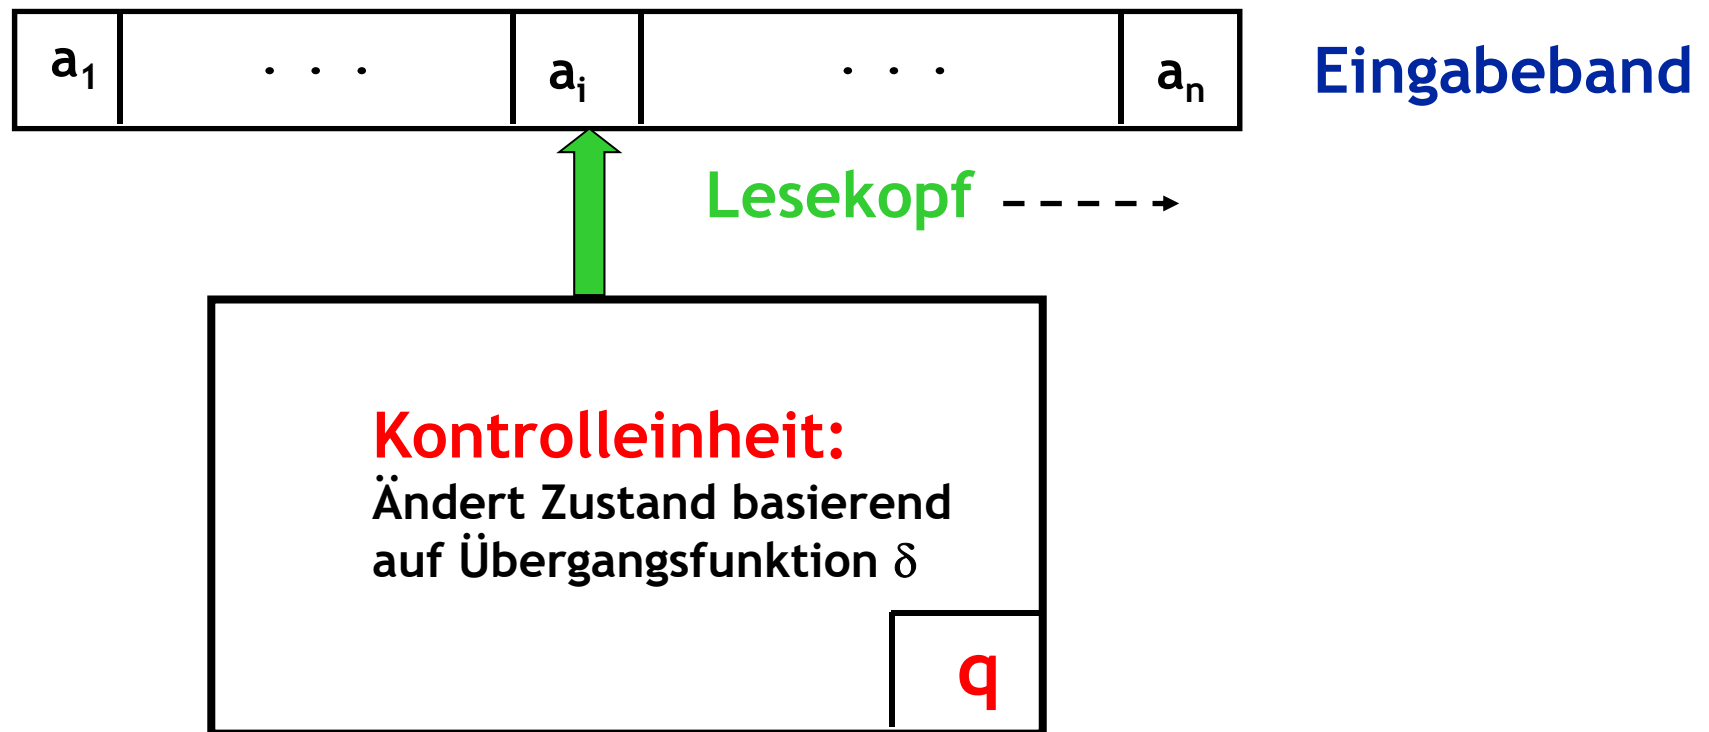 a1 . . . ai . . . an Eingabeband
Lesekopf
Kontrolleinheit:
Ändert Zustand basierend
auf Übergangsfunktion δ
q